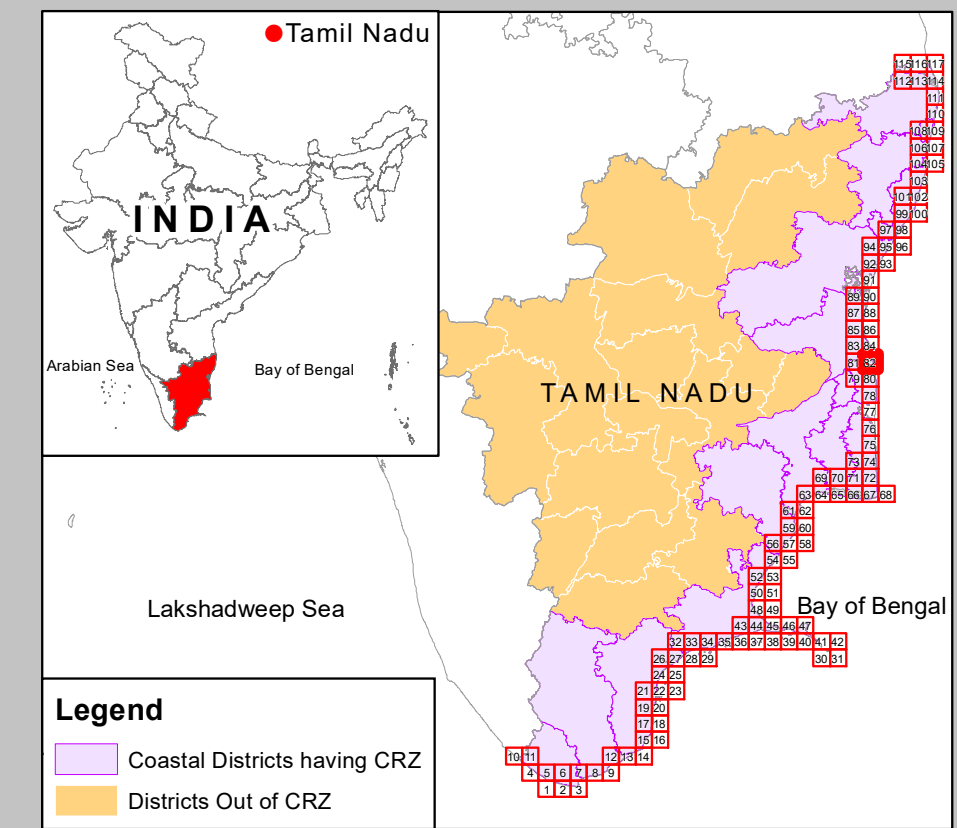 Tamil Nadu
INDIA
Arabian Sea
Bay of Bengal
TAMIL NADU
Lakshadweep Sea
Bay of Bengal
Legend
Coastal Districts having CRZ
Districts Out of CRZ
115 116 117
112 113 114
111
110
108 109
106 107
104 105
103
101 102
99 100
97 98
94 95 96
92 93
91
89 90
87 88
85 86
83 84
81 82
79 80
78
77
76
75
73 74
69 70 71 72
63 64 65 66 67 68
61 62
59 60
56 57 58
54 55
52 53
50 51
48 49
43 44 45 46 47
32 33 34 35 36 37 38 39 40 41 42
26 27 28 29 30 31
24 25
21 22 23
19 20
17 18
15 16
10 11 12 13 14
4 5 6 7 8 9
1 2 3